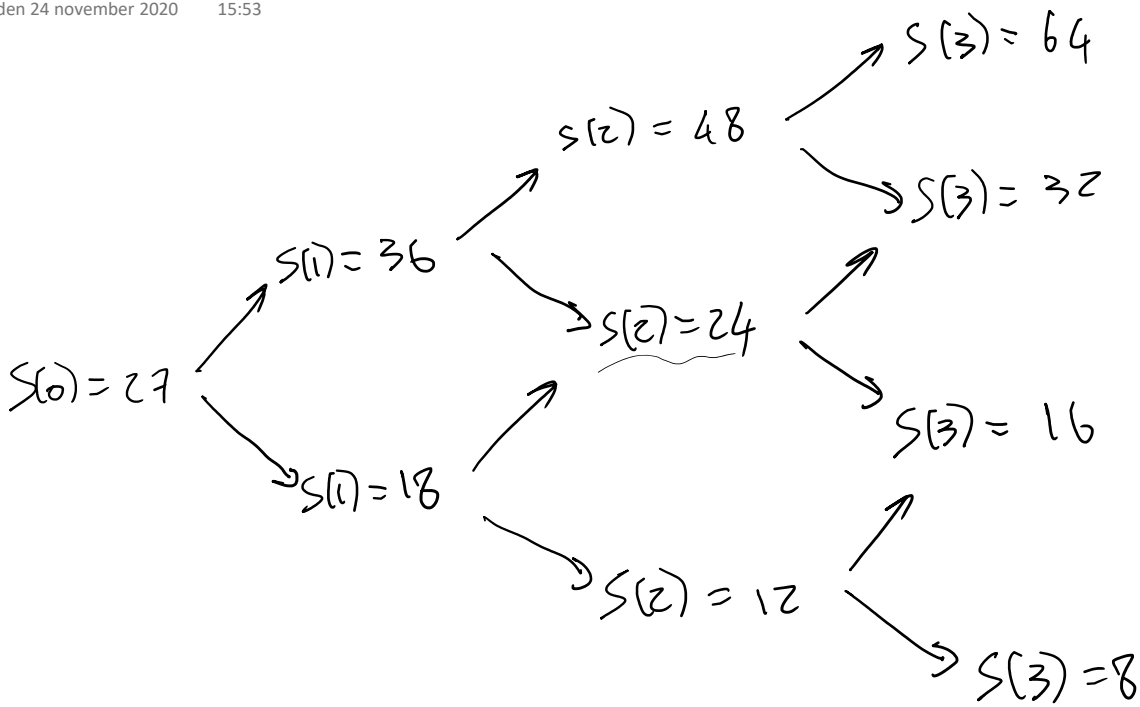 den 24 november 2020 15:53
S(3) = 64
S(2) = 48
S(3) = 32
S(1) = 36
S(2) = 24
S(0) = 27
S(3) = 16
S(1) = 18
S(2) = 12
S(3) = 8